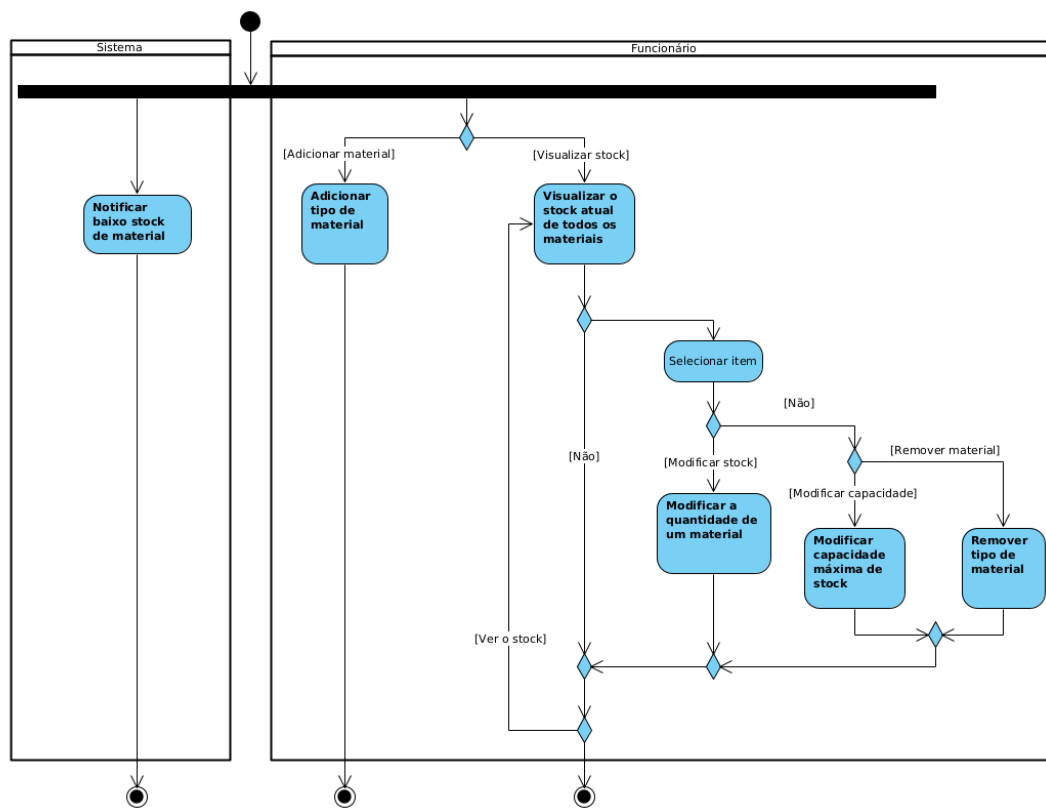 Sistema
Funcionário
[Adicionar material]
[Visualizar stock]
Notificar
baixo stock
de material
Adicionar
tipo de
material
Visualizar o
stock atual
de todos os
materiais
Selecionar item
[Não]
[Não]
[Modificar stock]
[Remover material]
[Modificar capacidade]
Modificar a
quantidade de
um material
Modificar
capacidade
máxima de
stock
Remover
tipo de
material
[Ver o stock]